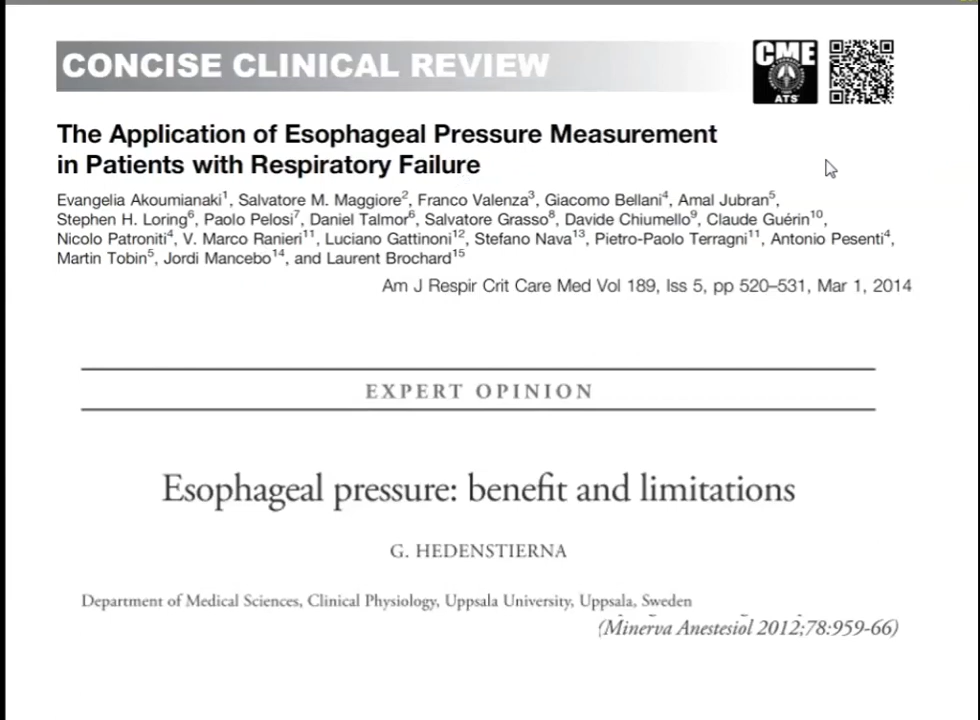 CONCISE CLINICAL REVIEW
CME
ATS
The Application of Esophageal Pressure Measurement
in Patients with Respiratory Failure
Evangelia Akoumianaki1, Salvatore M. Maggiore2, Franco Valenza3, Giacomo Bellani4, Amal Jubran5,
Stephen H. Loring6, Paolo Pelosi7, Daniel Talmor6, Salvatore Grasso8, Davide Chiumello9, Claude Guérin10,
Nicolo Patroniti4, V. Marco Ranieri11, Luciano Gattinoni12, Stefano Nava13, Pietro-Paolo Terragni11, Antonio Pesenti4,
Martin Tobin5, Jordi Mancebo14, and Laurent Brochard15
Am J Respir Crit Care Med Vol 189, Iss 5, pp 520–531, Mar 1, 2014
EXPERT OPINION
Esophageal pressure: benefit and limitations
G. HEDENSTIERNA
Department of Medical Sciences, Clinical Physiology, Uppsala University, Uppsala, Sweden
(Minerva Anestesiol 2012;78:959-66)